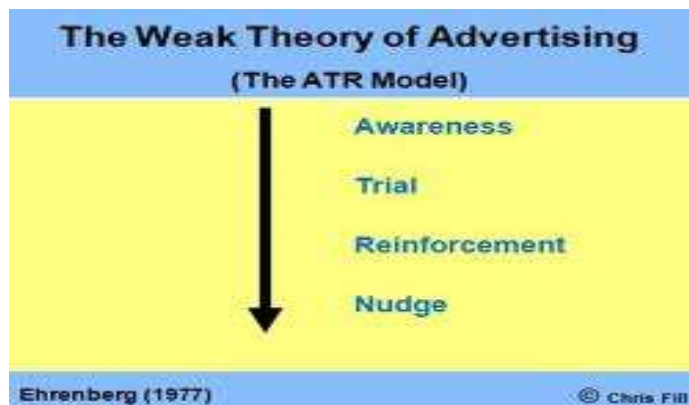 The Weak Theory of Advertising
(The ATR Model)
Awareness
Trial
Reinforcement
Nudge
Ehrenberg (1977)
© Chris Fill